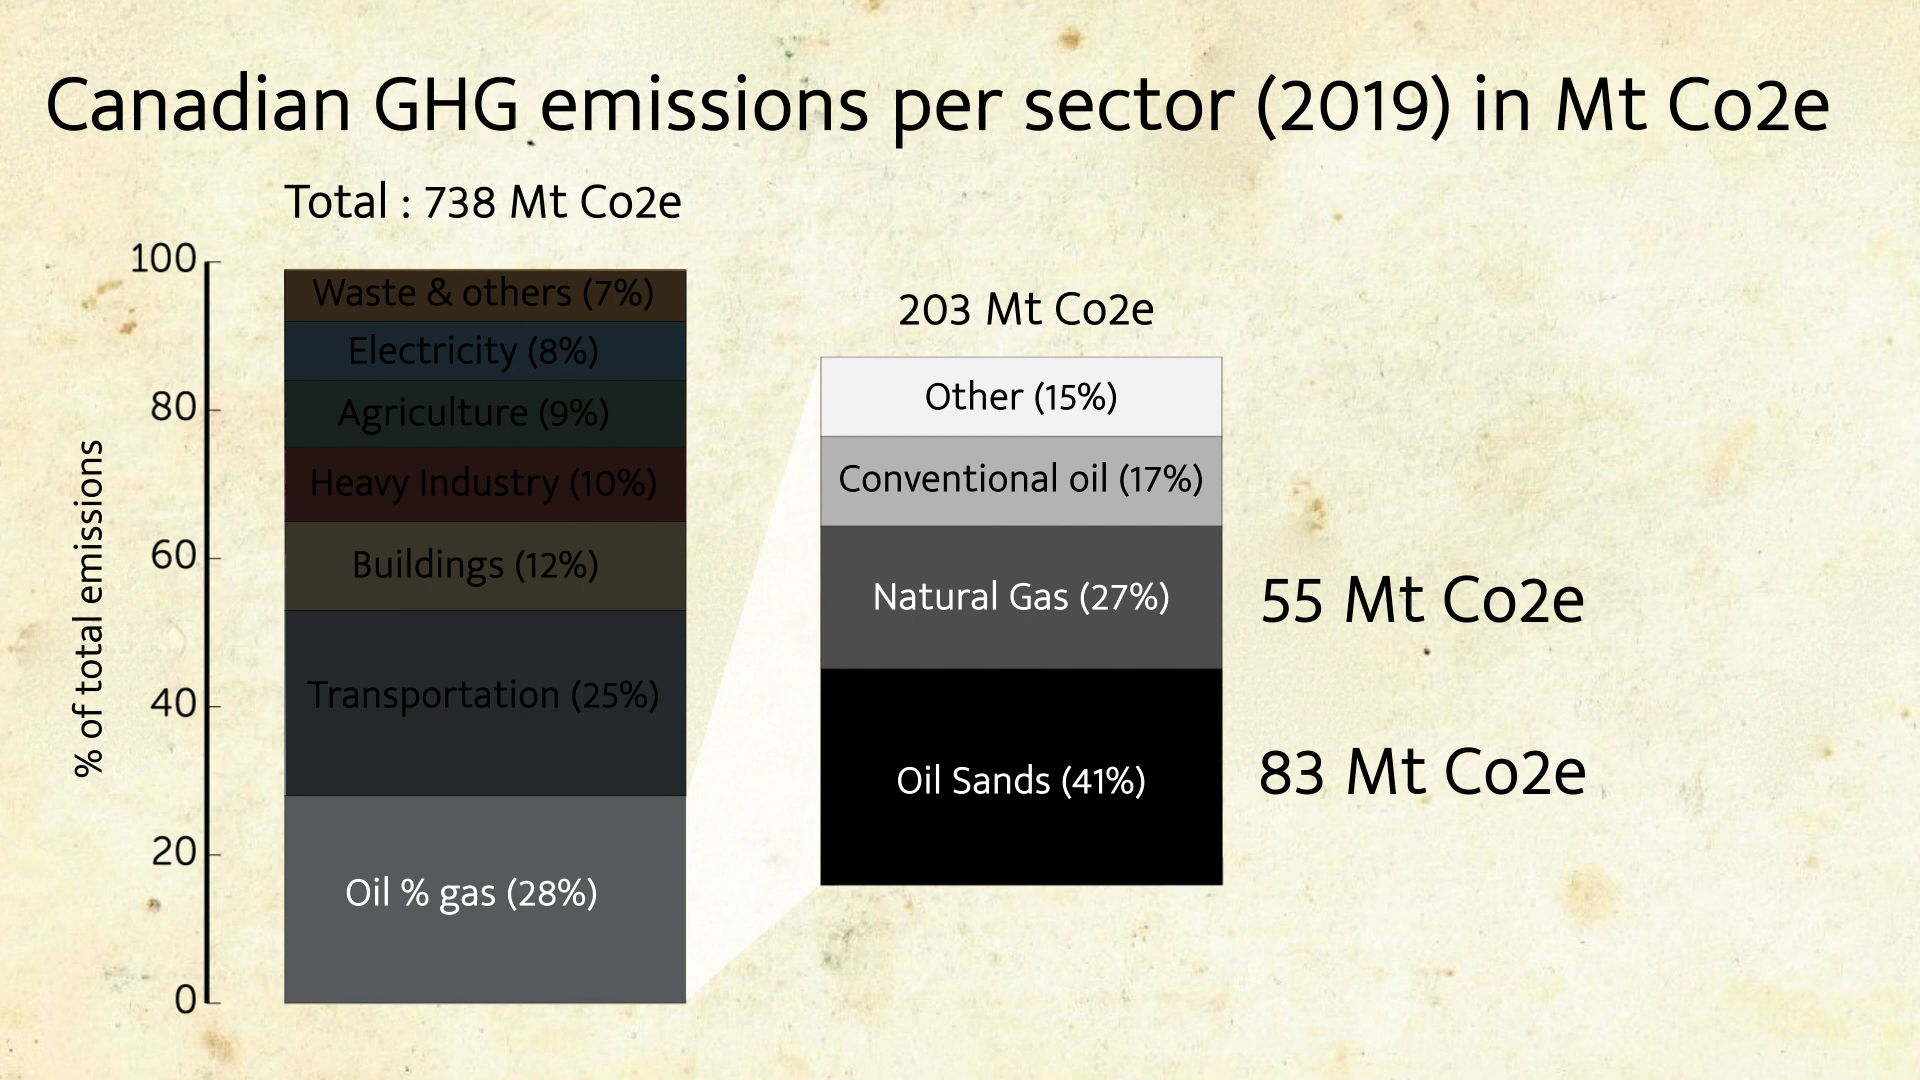 Canadian GHG emissions per sector (2019) in Mt Co2e
Total : 738 Mt Co2e
% of total emissions
100
80
60
40
20
0
Waste & others (7%)
Electricity (8%)
Agriculture (9%)
Heavy Industry (10%)
Buildings (12%)
Transportation (25%)
Oil % gas (28%)
203 Mt Co2e
Other (15%)
Conventional oil (17%)
Natural Gas (27%)
Oil Sands (41%)
55 Mt Co2e
83 Mt Co2e